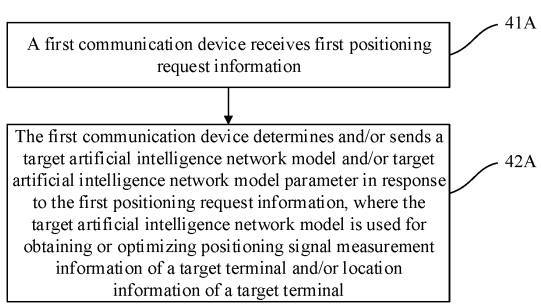 41A
A first communication device receives first positioning
request information
42A
The first communication device determines and/or sends a
target artificial intelligence network model and/or target
artificial intelligence network model parameter in response
to the first positioning request information, where the
target artificial intelligence network model is used for
obtaining or optimizing positioning signal measurement
information of a target terminal and/or location
information of a target terminal